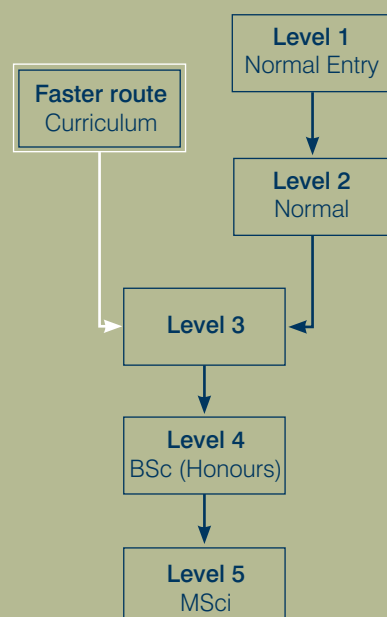 Level 1
Normal Entry
Faster route
Curriculum
Level 2
Normal
Level 3
Level 4
BSc (Honours)
Level 5
MSci